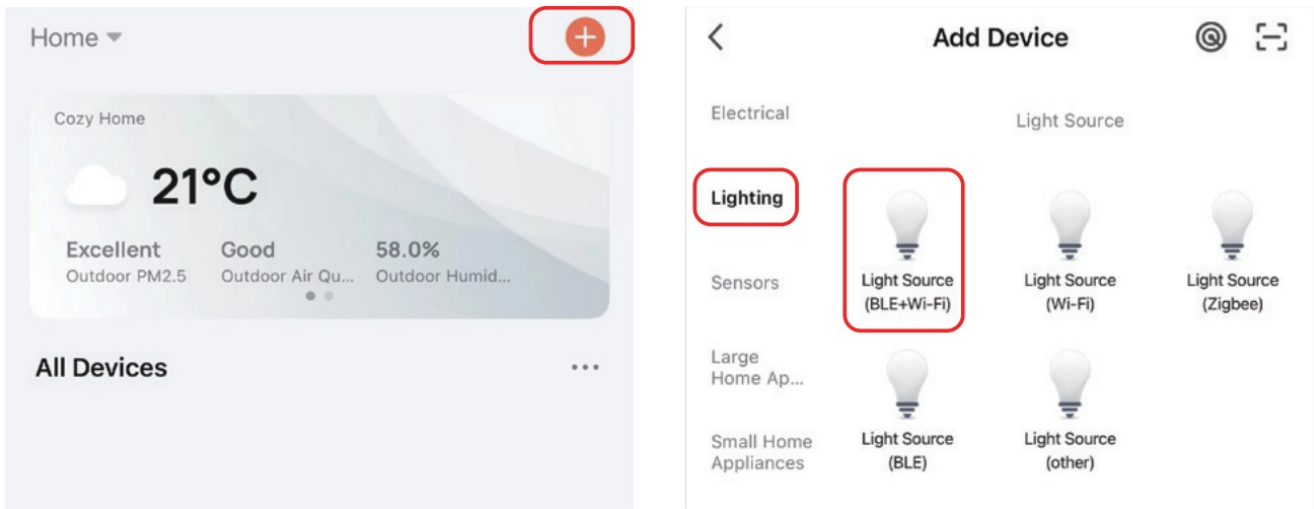 Home
Cozy Home
21°C
Excellent
Good
58.0%
Outdoor PM2.5
Outdoor Air Qu...
Outdoor Humid...
All Devices
Add Device
Electrical
Lighting
Sensors
Large
Home Ap...
Small Home
Appliances
Light Source
Light Source
(BLE+Wi-Fi)
Light Source
(Wi-Fi)
Light Source
(Zigbee)
Light Source
(BLE)
Light Source
(other)